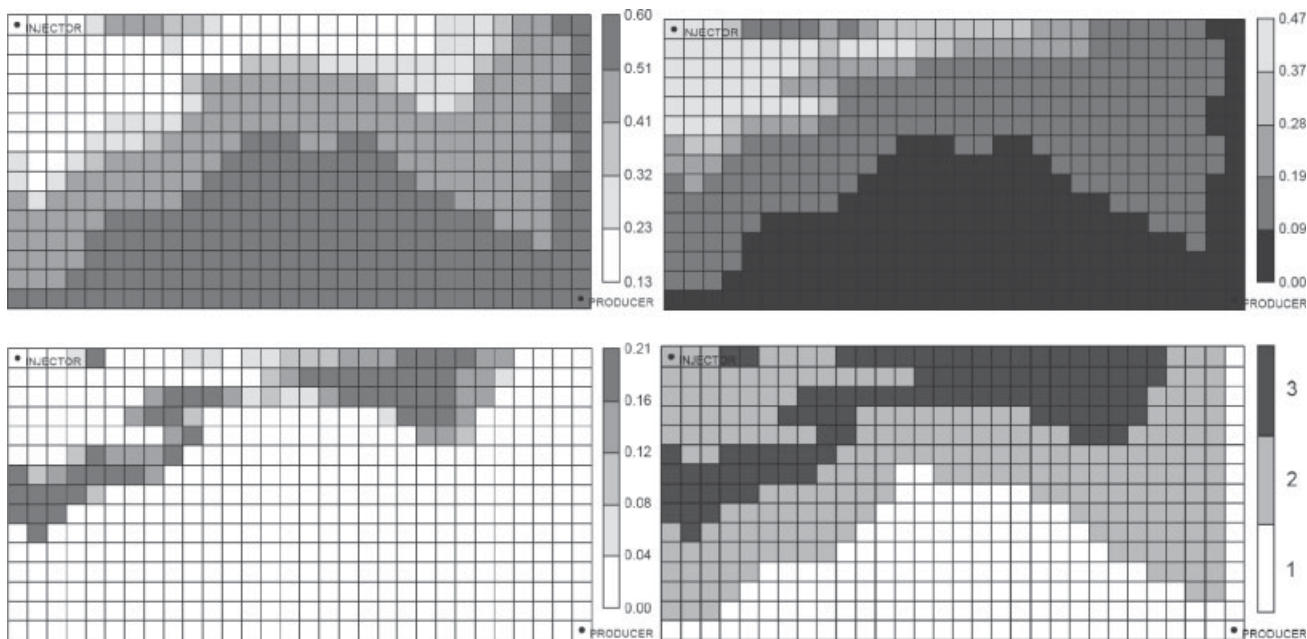 INJECTOR
0.60
0.51
0.41
0.32
0.23
0.13
PRODUCER
NJECTOR
0.47
0.37
0.28
0.19
0.09
0.00
PRODUCER
INJECTOR
0.21
0.16
0.12
0.08
0.04
0.00
PRODUCER
NJECTOR
3
2
1
PRODUCER